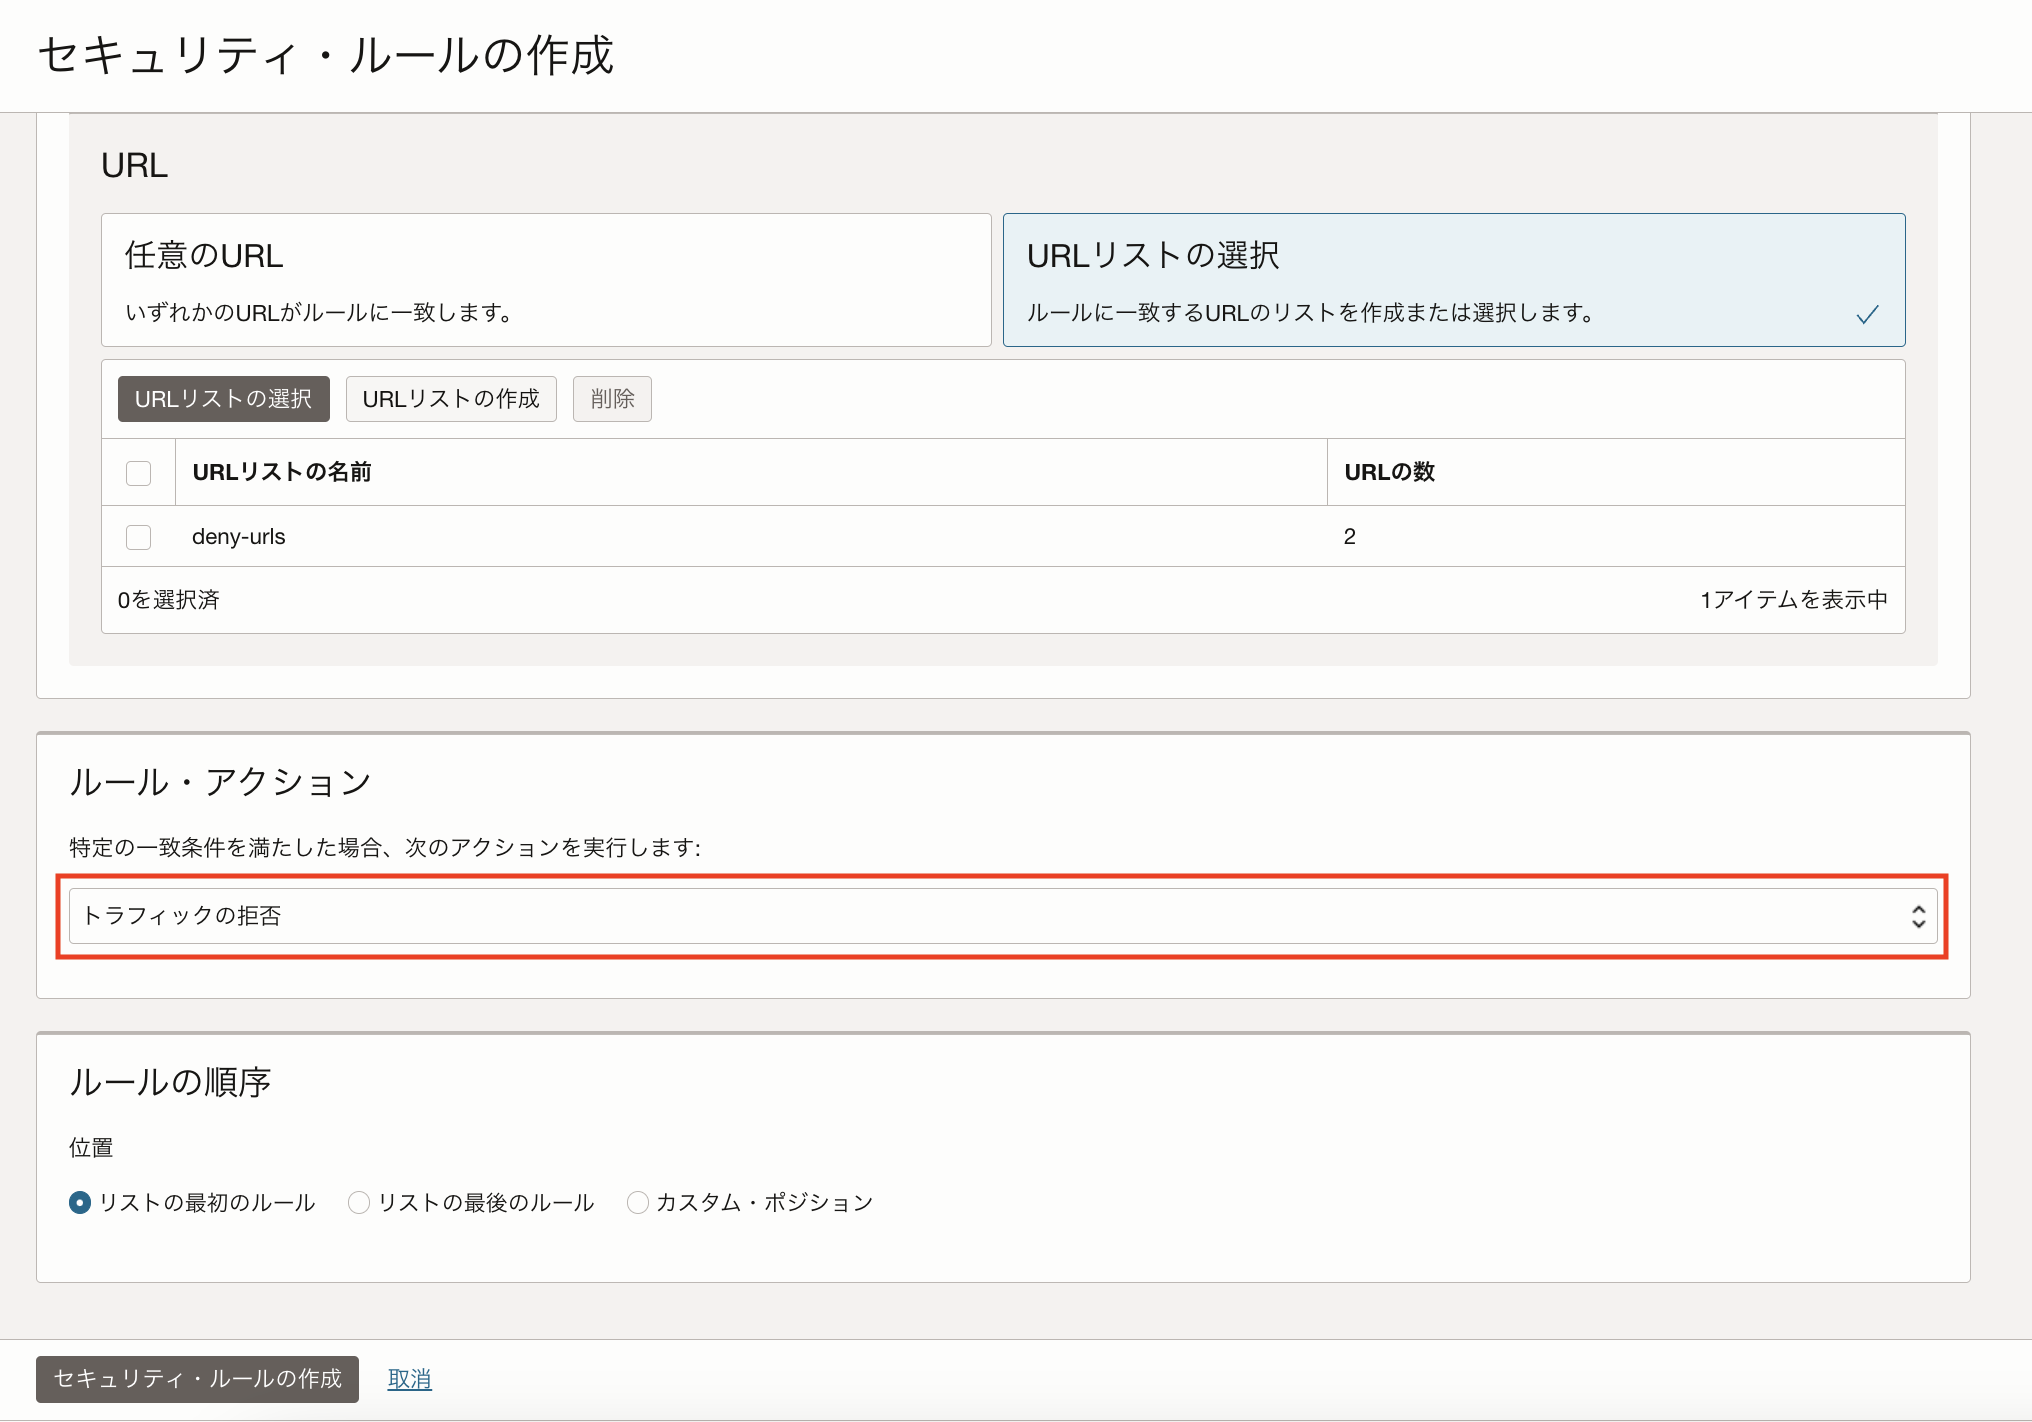 セキュリティ・ルールの作成
URL
任意のURL
いずれかのURLがルールに一致します。
URLリストの選択
ルールに一致するURLのリストを作成または選択します。
URLリストの選択 URLリストの作成 削除
URLリストの名前 URLの数
deny-urls 2
0を選択済 1アイテムを表示中
ルール・アクション
特定の一致条件を満たした場合、次のアクションを実行します:
トラフィックの拒否
ルールの順序
位置
リストの最初のルール リストの最後のルール カスタム・ポジション
セキュリティ・ルールの作成 取消